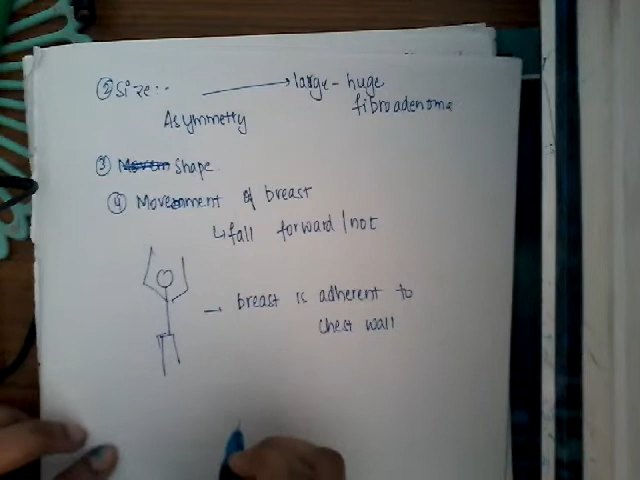 ② Size :- ⟶ large - huge
fibroadenoma
Asymmetry
③ Shape
④ Movement of breast
↳ fall forward / not
→ breast is adherent to
chest wall